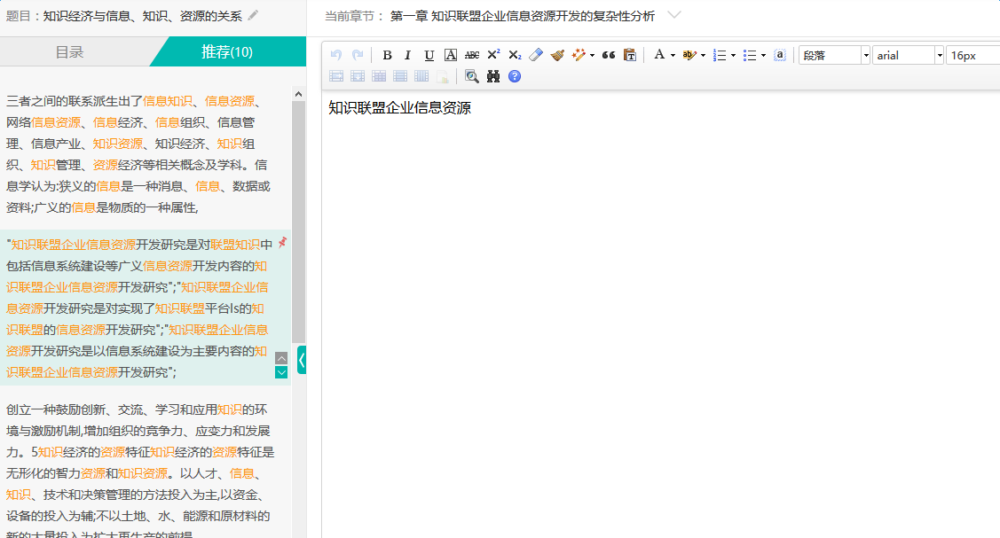 题目：知识经济与信息、知识、资源的关系
当前章节： 第一章 知识联盟企业信息资源开发的复杂性分析
目录
推荐(10)
B I U A ABC X² X₂ A ab a 段落 arial 16px
三者之间的联系派生出了信息知识、信息资源、
网络信息资源、信息经济、信息组织、信息管
理、信息产业、知识资源、知识经济、知识组
织、知识管理、资源经济等相关概念及学科。信
息学认为:狭义的信息是一种消息、信息、数据或
资料;广义的信息是物质的一种属性,
"知识联盟企业信息资源开发研究是对联盟知识中
包括信息系统建设等广义信息资源开发内容的知
识联盟企业信息资源开发研究";"知识联盟企业信
息资源开发研究是对实现了知识联盟平台Is的知
识联盟的信息资源开发研究";"知识联盟企业信息
资源开发研究是以信息系统建设为主要内容的知
识联盟企业信息资源开发研究";
创立一种鼓励创新、交流、学习和应用知识的环
境与激励机制,增加组织的竞争力、应变力和发展
力。5知识经济的资源特征知识经济的资源特征是
无形化的智力资源和知识资源。以人才、信息、
知识、技术和决策管理的方法投入为主,以资金、
设备的投入为辅;不以土地、水、能源和原材料的
新的大量投入为扩大再生产的前提
知识联盟企业信息资源